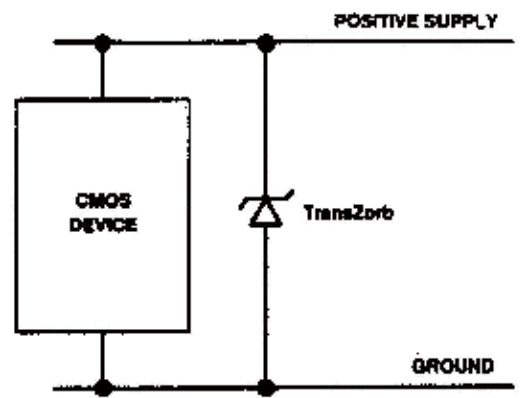 POSITIVE SUPPLY
CMOS
DEVICE
TransZorb
GROUND